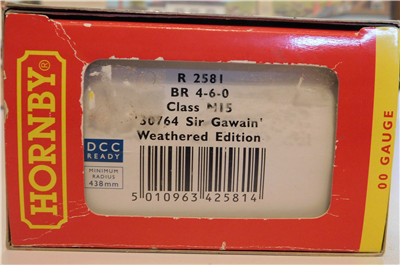 HORNBY®
R 2581
BR 4-6-0
Class N15
'30764 Sir Gawain'
Weathered Edition
DCC
READY
MINIMUM
RADIUS
438mm
5 010963 425814
00 GAUGE